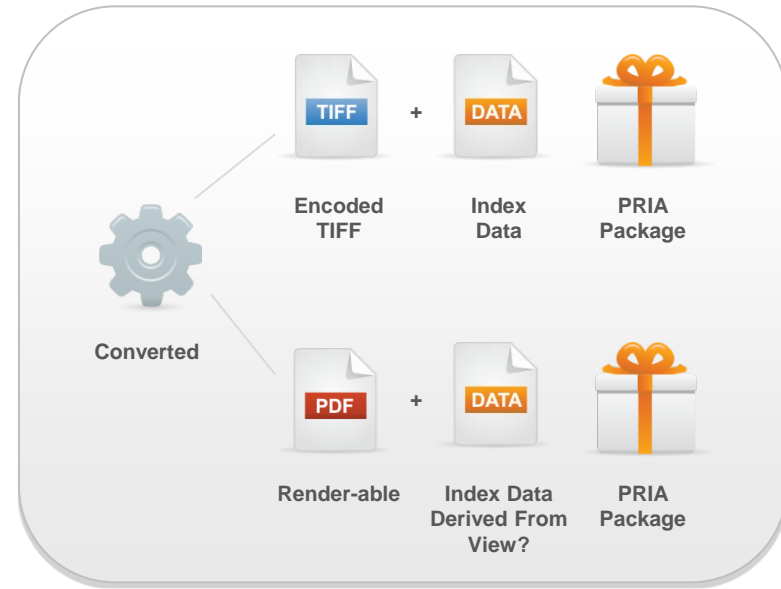 TIFF
+
DATA
Encoded
TIFF
Index
Data
PRIA
Package
Converted
PDF
+
DATA
Render-able
Index Data
Derived From
View?
PRIA
Package